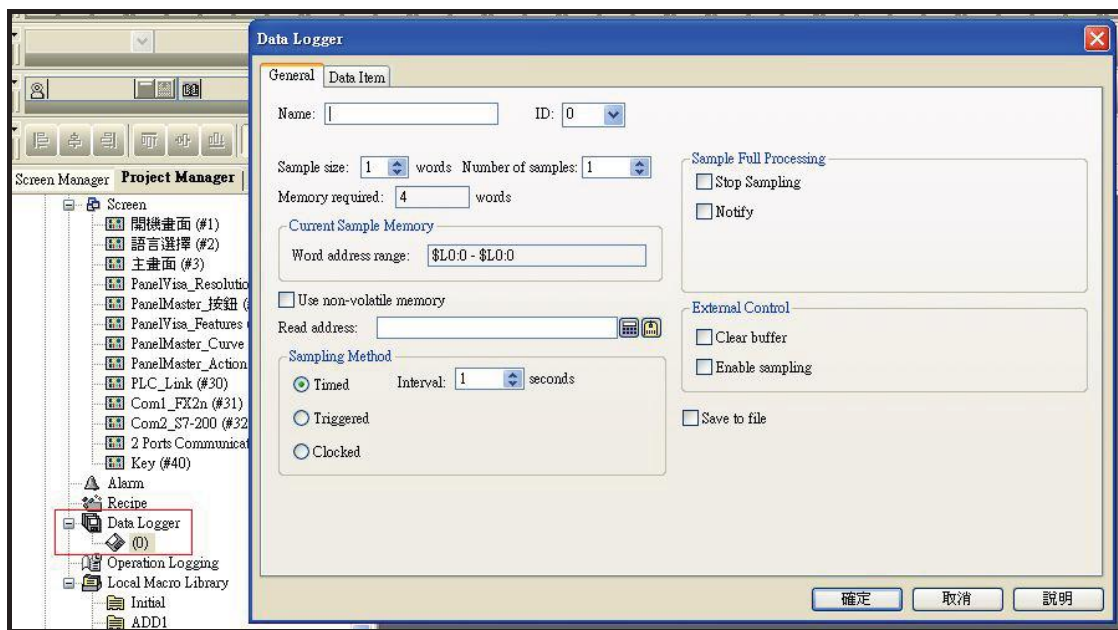 Data Logger
General Data Item
Name: ID: 0
Sample size: 1 words Number of samples: 1
Memory required: 4 words
Current Sample Memory
Word address range: $L0:0 - $L0:0
Use non-volatile memory
Read address:
Sampling Method
Timed Interval: 1 seconds
Triggered
Clocked
Sample Full Processing
Stop Sampling
Notify
External Control
Clear buffer
Enable sampling
Save to file
確定 取消 說明
Screen Manager Project Manager
Screen
開機畫面 (#1)
語言選擇 (#2)
主畫面 (#3)
PanelVisa_Resolutio
PanelMaster_按鈕 (
PanelVisa_Features
PanelMaster_Curve
PanelMaster_Action
PLC_Link (#30)
Com1_FX2n (#31)
Com2_S7-200 (#32
2 Ports Communicat
Key (#40)
Alarm
Recipe
Data Logger
(0)
Operation Logging
Local Macro Library
Initial
ADD1